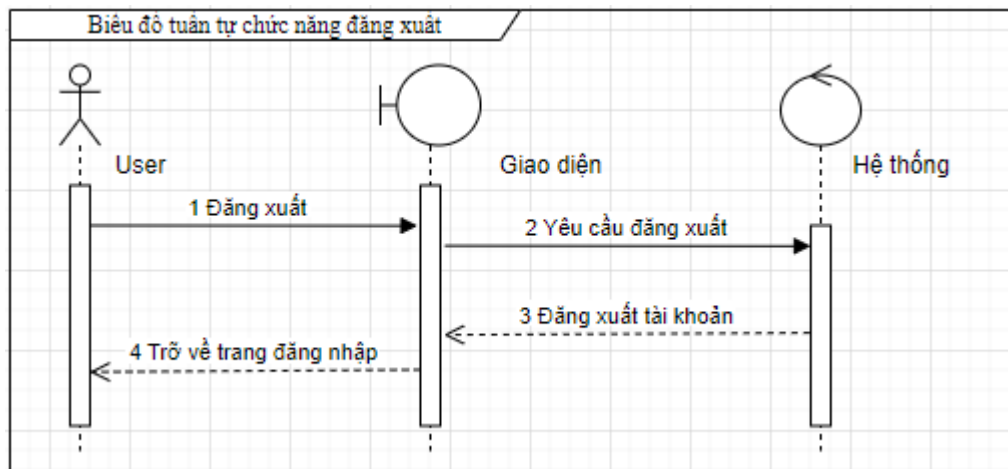 Biểu đồ tuần tự chức năng đăng xuất
User
Giao diện
Hệ thống
1 Đăng xuất
2 Yêu cầu đăng xuất
3 Đăng xuất tài khoản
4 Trỡ về trang đăng nhập